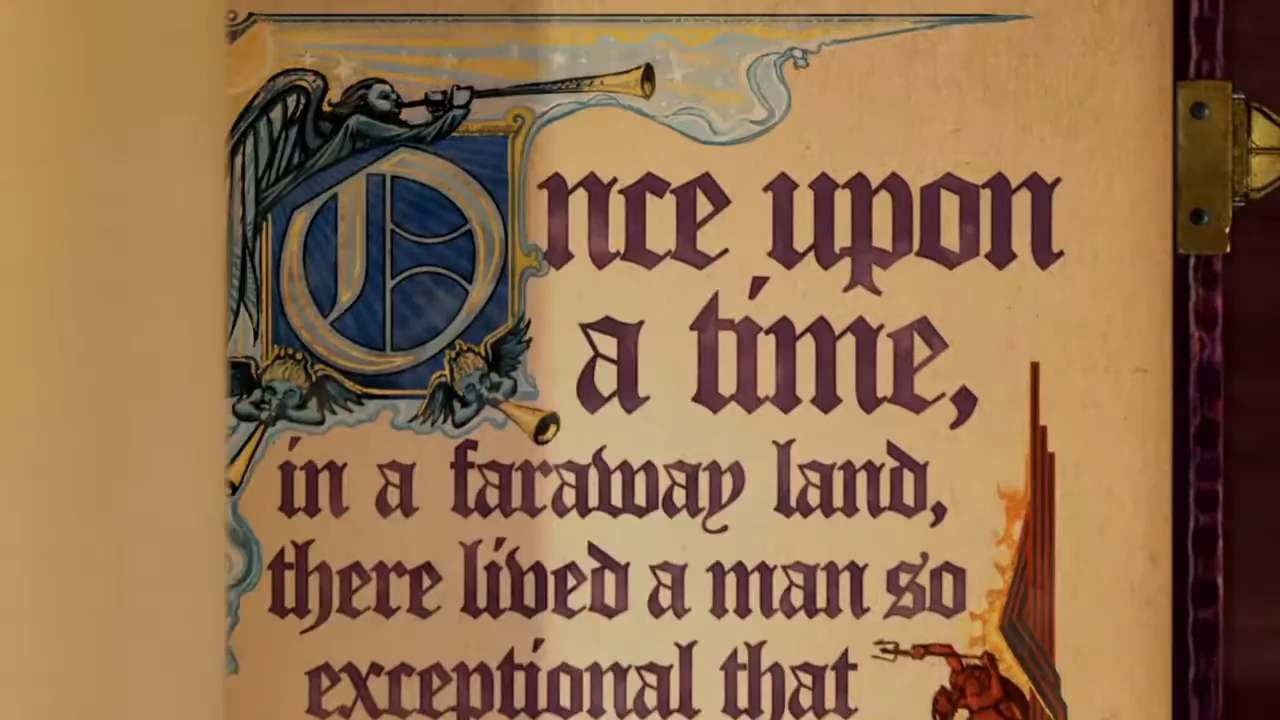 Once upon
a time,
in a faraway land,
there lived a man so
exceptional that